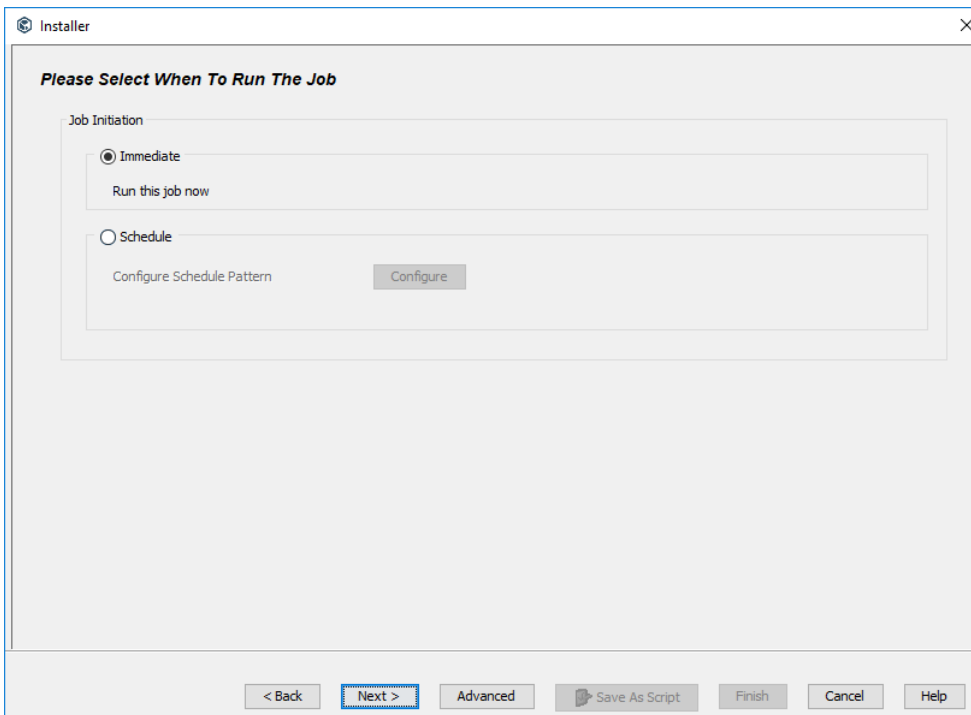 Installer
Please Select When To Run The Job
Job Initiation
Immediate
Run this job now
Schedule
Configure Schedule Pattern Configure
< Back Next > Advanced Save As Script Finish Cancel Help